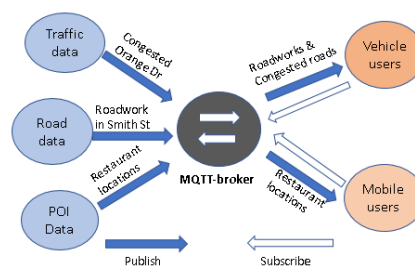 Traffic
data
Congested
Orange Dr
Roadworks &
Congested roads
Vehicle
users
Road
data
Roadwork
in Smith St
MQTT-broker
Restaurant
locations
Restaurant
locations
POI
Data
Mobile
users
Publish
Subscribe